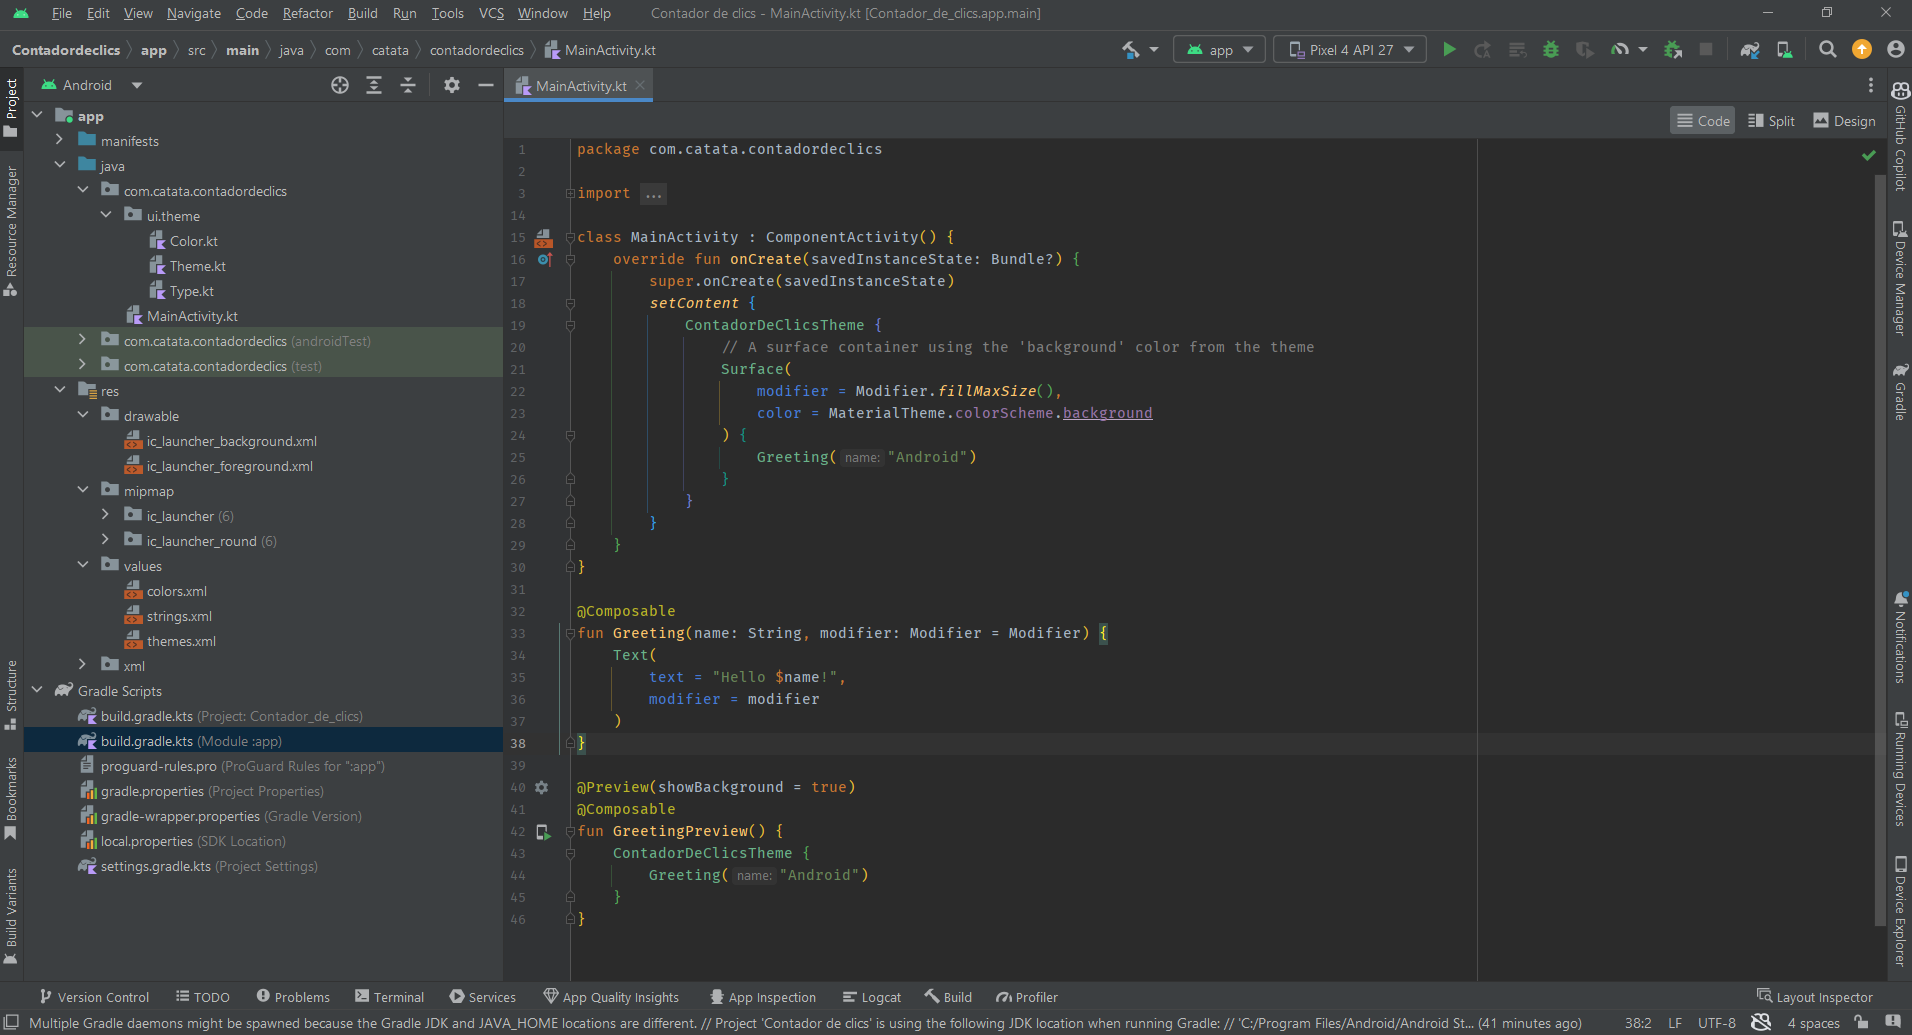 File Edit View Navigate Code Refactor Build Run Tools VCS Window Help Contador de clics - MainActivity.kt [Contador_de_clics.app.main]
Contadordeclics app src main java com catata contadordeclics MainActivity.kt app Pixel 4 API 27
Project
Resource Manager
Structure
Bookmarks
Build Variants
Android
app
manifests
java
com.catata.contadordeclics
ui.theme
Color.kt
Theme.kt
Type.kt
MainActivity.kt
com.catata.contadordeclics (androidTest)
com.catata.contadordeclics (test)
res
drawable
ic_launcher_background.xml
ic_launcher_foreground.xml
mipmap
ic_launcher (6)
ic_launcher_round (6)
values
colors.xml
strings.xml
themes.xml
xml
Gradle Scripts
build.gradle.kts (Project: Contador_de_clics)
build.gradle.kts (Module :app)
proguard-rules.pro (ProGuard Rules for ":app")
gradle.properties (Project Properties)
gradle-wrapper.properties (Gradle Version)
local.properties (SDK Location)
settings.gradle.kts (Project Settings)
MainActivity.kt
Code Split Design
1 package com.catata.contadordeclics
2
3 import ...
14
15 class MainActivity : ComponentActivity() {
16 override fun onCreate(savedInstanceState: Bundle?) {
17 super.onCreate(savedInstanceState)
18 setContent {
19 ContadorDeClicsTheme {
20 // A surface container using the 'background' color from the theme
21 Surface(
22 modifier = Modifier.fillMaxSize(),
23 color = MaterialTheme.colorScheme.background
24 ) {
25 Greeting( name: "Android")
26 }
27 }
28 }
29 }
30 }
31
32 @Composable
33 fun Greeting(name: String, modifier: Modifier = Modifier) {
34 Text(
35 text = "Hello $name!",
36 modifier = modifier
37 )
38 }
39
40 @Preview(showBackground = true)
41 @Composable
42 fun GreetingPreview() {
43 ContadorDeClicsTheme {
44 Greeting( name: "Android")
45 }
46 }
GitHub Copilot
Device Manager
Gradle
Notifications
Running Devices
Device Explorer
Version Control TODO Problems Terminal Services App Quality Insights App Inspection Logcat Build Profiler Layout Inspector
Multiple Gradle daemons might be spawned because the Gradle JDK and JAVA_HOME locations are different. // Project 'Contador de clics' is using the following JDK location when running Gradle: // 'C:/Program Files/Android/Android St... (41 minutes ago) 38:2 LF UTF-8 4 spaces